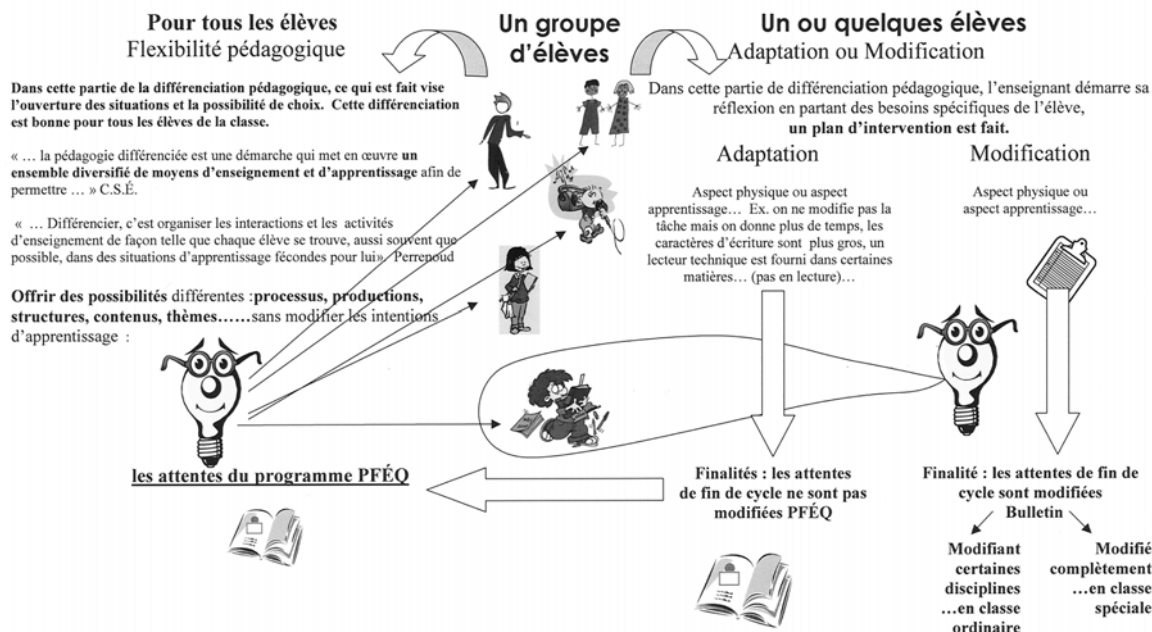 Pour tous les élèves
Flexibilité pédagogique
Dans cette partie de la différenciation pédagogique, ce qui est fait vise
l'ouverture des situations et la possibilité de choix. Cette différenciation
est bonne pour tous les élèves de la classe.
« … la pédagogie différenciée est une démarche qui met en œuvre un
ensemble diversifié de moyens d'enseignement et d'apprentissage afin de
permettre … » C.S.É.
« … Différencier, c'est organiser les interactions et les activités
d'enseignement de façon telle que chaque élève se trouve, aussi souvent que
possible, dans des situations d'apprentissage fécondes pour lui» Perrenoud
Offrir des possibilités différentes :processus, productions,
structures, contenus, thèmes……sans modifier les intentions
d'apprentissage :
les attentes du programme PFÉQ
Un groupe
d'élèves
Un ou quelques élèves
Adaptation ou Modification
Dans cette partie de différenciation pédagogique, l'enseignant démarre sa
réflexion en partant des besoins spécifiques de l'élève,
un plan d'intervention est fait.
Adaptation
Aspect physique ou aspect
apprentissage… Ex. on ne modifie pas la
tâche mais on donne plus de temps, les
caractères d'écriture sont plus gros, un
lecteur technique est fourni dans certaines
matières… (pas en lecture)…
Finalités : les attentes
de fin de cycle ne sont pas
modifiées PFÉQ
Modification
Aspect physique ou
aspect apprentissage…
Finalité : les attentes de fin de
cycle sont modifiées
Bulletin
Modifiant
certaines
disciplines
…en classe
ordinaire
Modifié
complètement
…en classe
spéciale